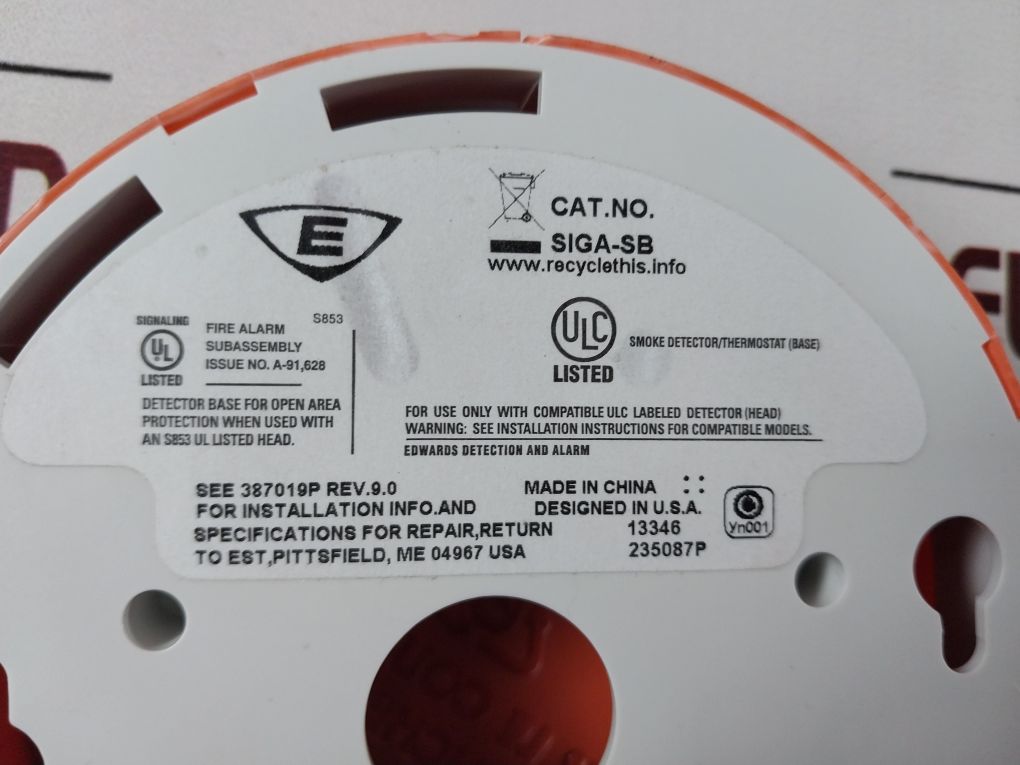 E
CAT.NO.
SIGA-SB
www.recyclethis.info
SIGNALING
UL
LISTED
FIRE ALARM
SUBASSEMBLY
ISSUE NO. A-91,628
S853
DETECTOR BASE FOR OPEN AREA
PROTECTION WHEN USED WITH
AN S853 UL LISTED HEAD.
ULC
LISTED
SMOKE DETECTOR/THERMOSTAT (BASE)
FOR USE ONLY WITH COMPATIBLE ULC LABELED DETECTOR (HEAD)
WARNING: SEE INSTALLATION INSTRUCTIONS FOR COMPATIBLE MODELS.
EDWARDS DETECTION AND ALARM
SEE 387019P REV.9.0
FOR INSTALLATION INFO.AND
SPECIFICATIONS FOR REPAIR,RETURN
TO EST,PITTSFIELD, ME 04967 USA
MADE IN CHINA
DESIGNED IN U.S.A.
13346
235087P
Yn001